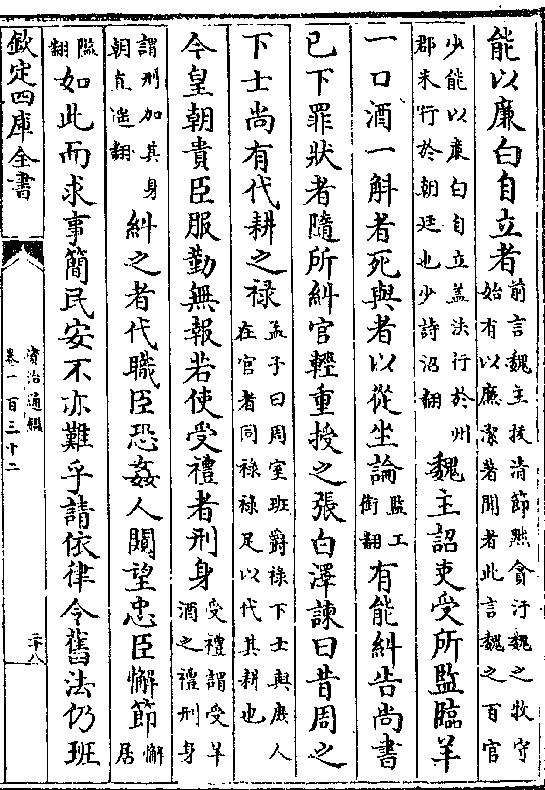 能以廉白自立者前言魏主扶清節黜貪汙魏之牧守始有以廉潔著聞者此言魏之百官
少能以廉白自立蓋法行於州郡未行於朝廷也少詩沼翻魏主詔吏受所監臨羊
一口酒一斛者死與者以從坐論監工銜翻有能糾告尚書
已下罪狀者隨所糾官輕重授之張白澤諫曰昔周之
下士尚有代耕之禄孟子曰周室班爵禄下士與庶人在官者同禄禄足以代其耕也
今皇朝貴臣服勤無報若使受禮者刑身受禮謂受羊酒之禮刑身
謂刑加其身朝直遥翻糾之者代職臣恐姦人闚望忠臣懈節懈居
隘翻如此而求事簡民安不亦難乎請依律令舊法仍班
欽定四庫全書
資治通鑑
卷一百三十二
二十八